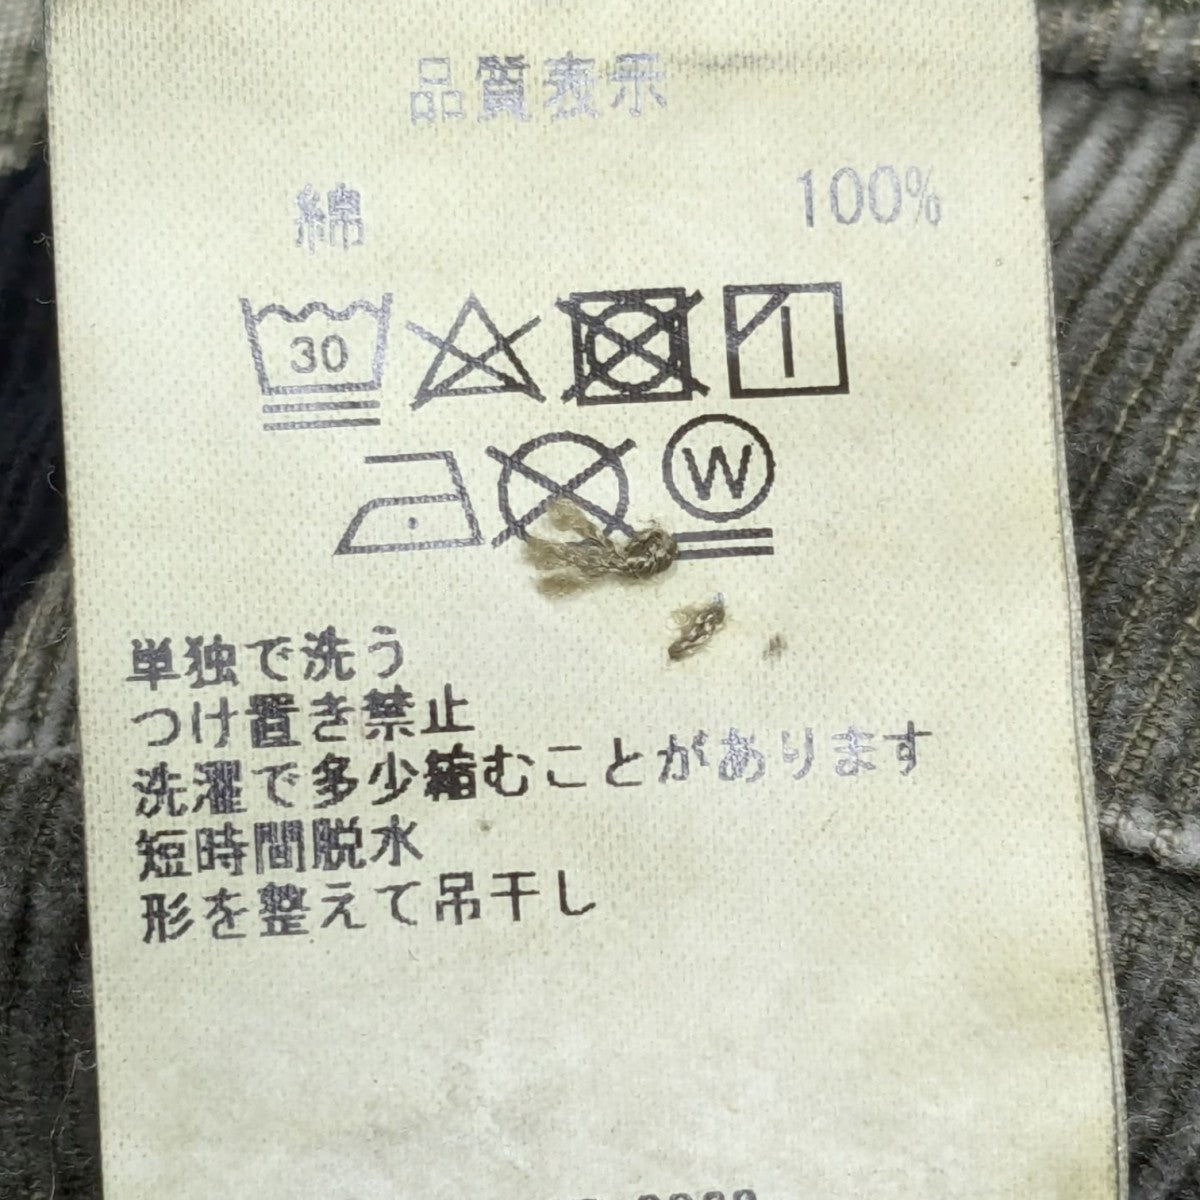 品質表示
綿 100%
30
W
単独で洗う
つけ置き禁止
洗濯で多少縮むことがあります
短時間脱水
形を整えて吊干し